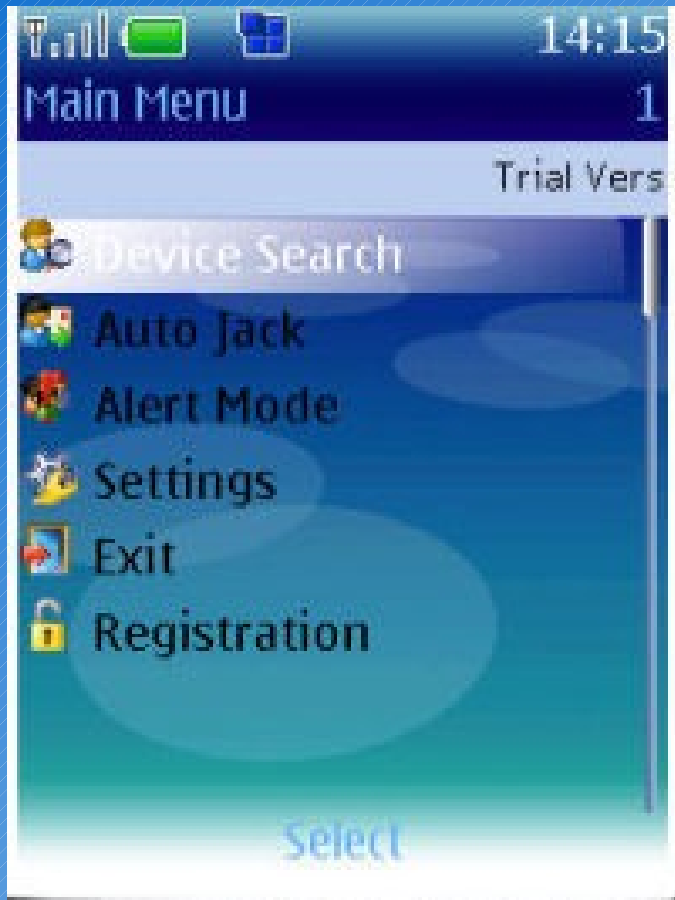 14:15
Main Menu 1
Trial Vers
Device Search
Auto Jack
Alert Mode
Settings
Exit
Registration
Select